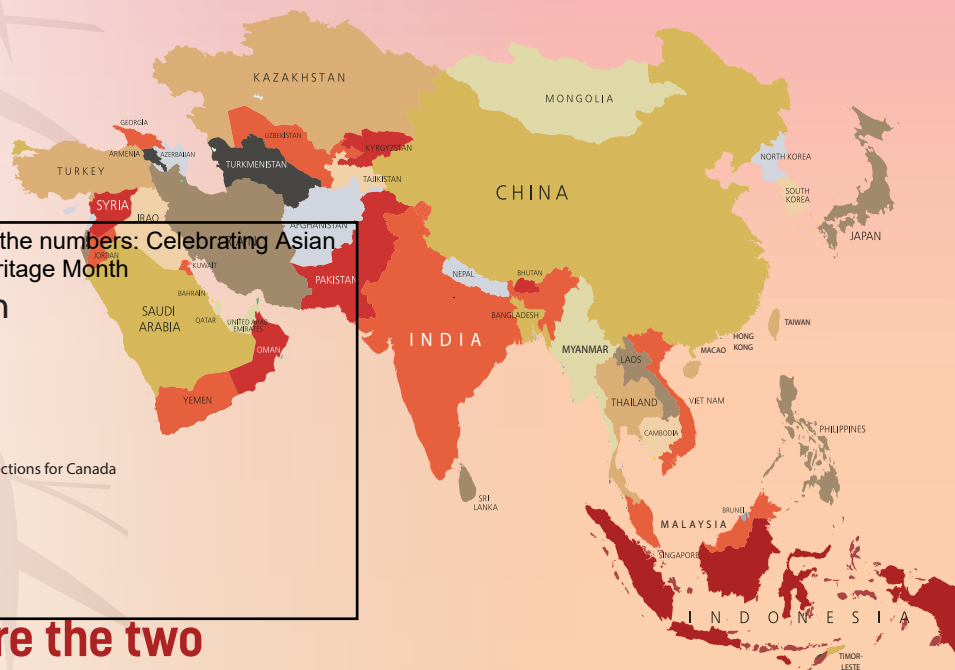 KAZAKHSTAN
MONGOLIA
GEORGIA
UZBEKISTAN
KYRGYZSTAN
ARMENIA
AZERBAIJAN
TURKMENISTAN
NORTH KOREA
TURKEY
TAJIKISTAN
CHINA
SOUTH
KOREA
SYRIA
IRAQ
AFGHANISTAN
JAPAN
the numbers: Celebrating Asian
ritage Month
JORDAN
KUWAIT
PAKISTAN
NEPAL
BHUTAN
BAHRAIN
SAUDI
ARABIA
QATAR
UNITED ARAB
EMIRATES
BANGLADESH
TAIWAN
INDIA
HONG
KONG
MACAO
MYANMAR
OMAN
LAOS
YEMEN
THAILAND
VIET NAM
CAMBODIA
PHILIPPINES
ctions for Canada
SRI
LANKA
BRUNEI
MALAYSIA
SINGAPORE
INDONESIA
re the two
TIMOR-
LESTE